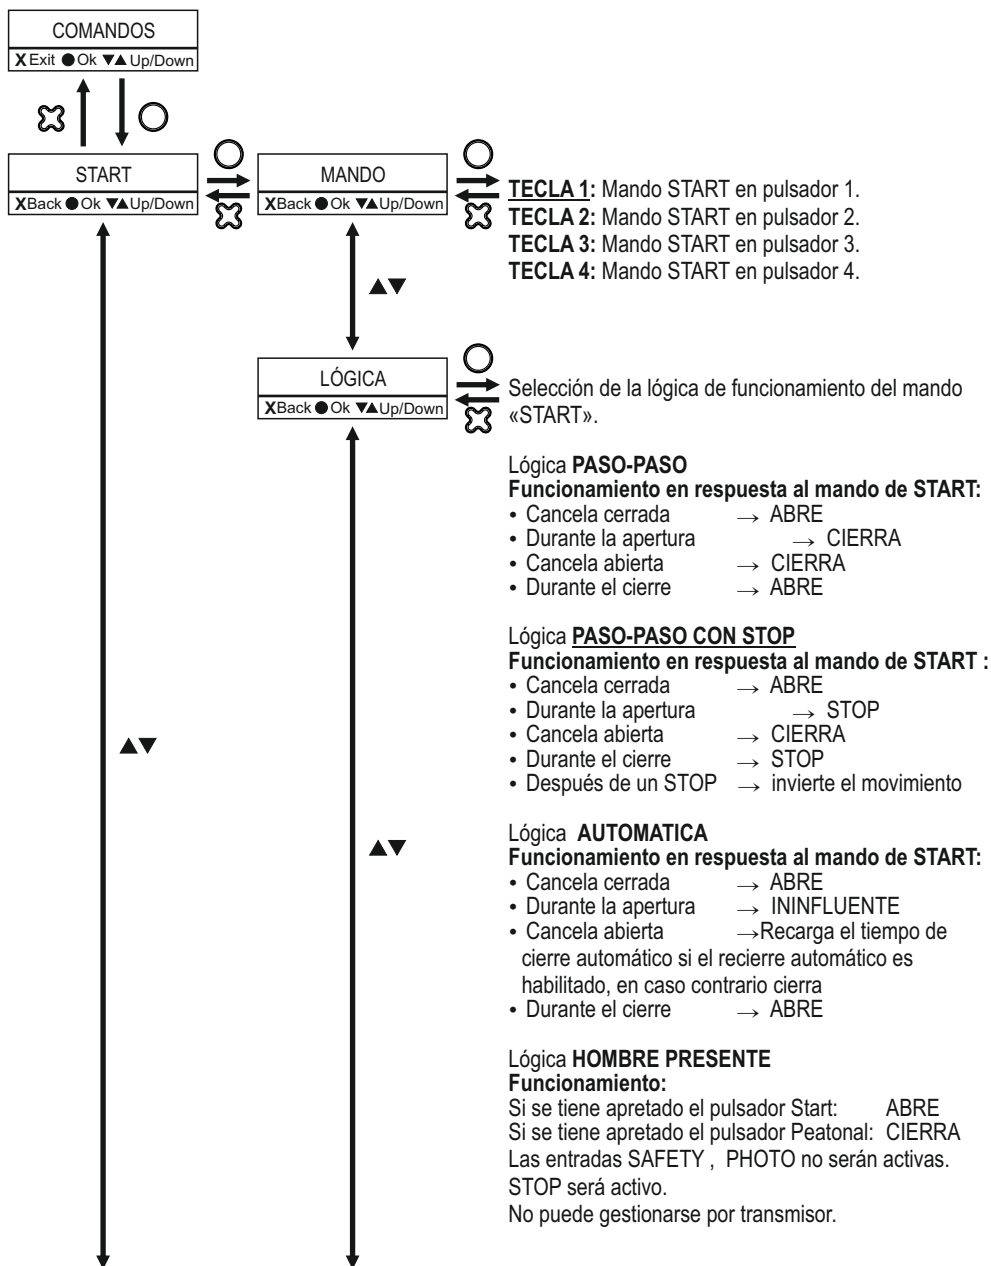 COMANDOS
X Exit ●Ok ▼▲ Up/Down
START
XBack ● Ok ▼▲Up/Down
MANDO
XBack ● Ok ▼▲Up/Down
TECLA 1: Mando START en pulsador 1.
TECLA 2: Mando START en pulsador 2.
TECLA 3: Mando START en pulsador 3.
TECLA 4: Mando START en pulsador 4.
▲▼
LÓGICA
XBack ● Ok ▼▲Up/Down
Selección de la lógica de funcionamiento del mando
«START».
Lógica PASO-PASO
Funcionamiento en respuesta al mando de START:
• Cancela cerrada → ABRE
• Durante la apertura → CIERRA
• Cancela abierta → CIERRA
• Durante el cierre → ABRE
Lógica PASO-PASO CON STOP
Funcionamiento en respuesta al mando de START :
• Cancela cerrada → ABRE
• Durante la apertura → STOP
• Cancela abierta → CIERRA
• Durante el cierre → STOP
• Después de un STOP → invierte el movimiento
▲▼
▲▼
Lógica AUTOMATICA
Funcionamiento en respuesta al mando de START:
• Cancela cerrada → ABRE
• Durante la apertura → ININFLUENTE
• Cancela abierta →Recarga el tiempo de
cierre automático si el recierre automático es
habilitado, en caso contrario cierra
• Durante el cierre → ABRE
Lógica HOMBRE PRESENTE
Funcionamiento:
Si se tiene apretado el pulsador Start: ABRE
Si se tiene apretado el pulsador Peatonal: CIERRA
Las entradas SAFETY , PHOTO no serán activas.
STOP será activo.
No puede gestionarse por transmisor.